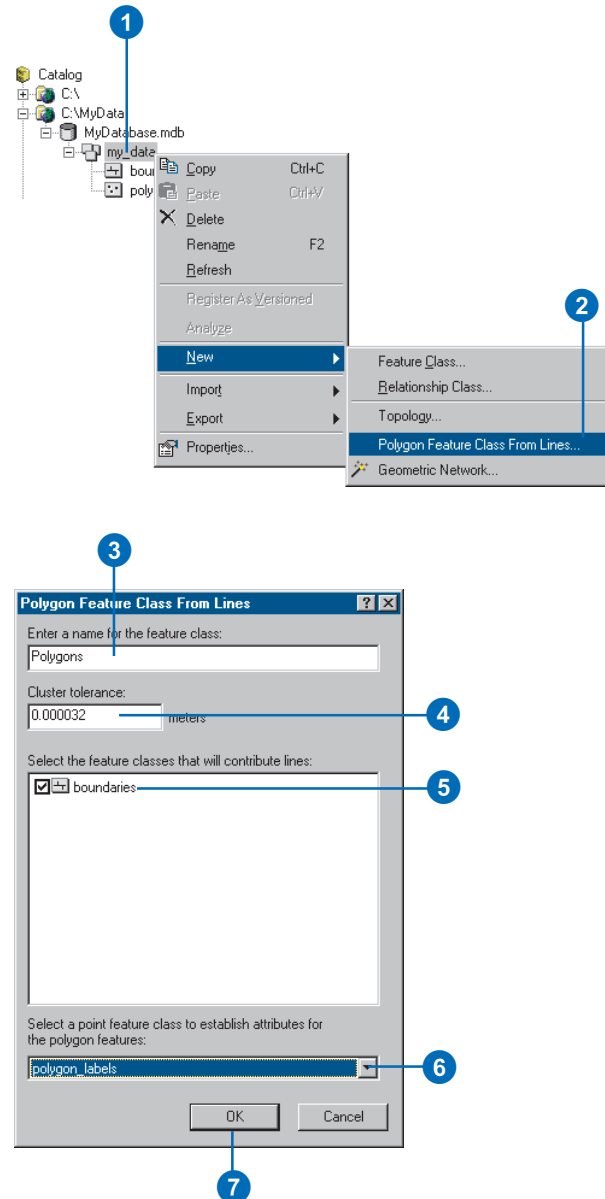 1
Catalog
C:\
C:\MyData
MyDatabase.mdb
my_data
bou
poly
Copy Ctrl+C
Paste Ctrl+V
Delete
Rename F2
Refresh
Register As Versioned
Analyze
New
Import
Export
Properties...
2
Feature Class...
Relationship Class...
Topology...
Polygon Feature Class From Lines...
Geometric Network...
3
Polygon Feature Class From Lines
Enter a name for the feature class:
Polygons
Cluster tolerance:
0.000032 meters
4
Select the feature classes that will contribute lines:
boundaries
5
Select a point feature class to establish attributes for
the polygon features:
polygon_labels
6
OK Cancel
7